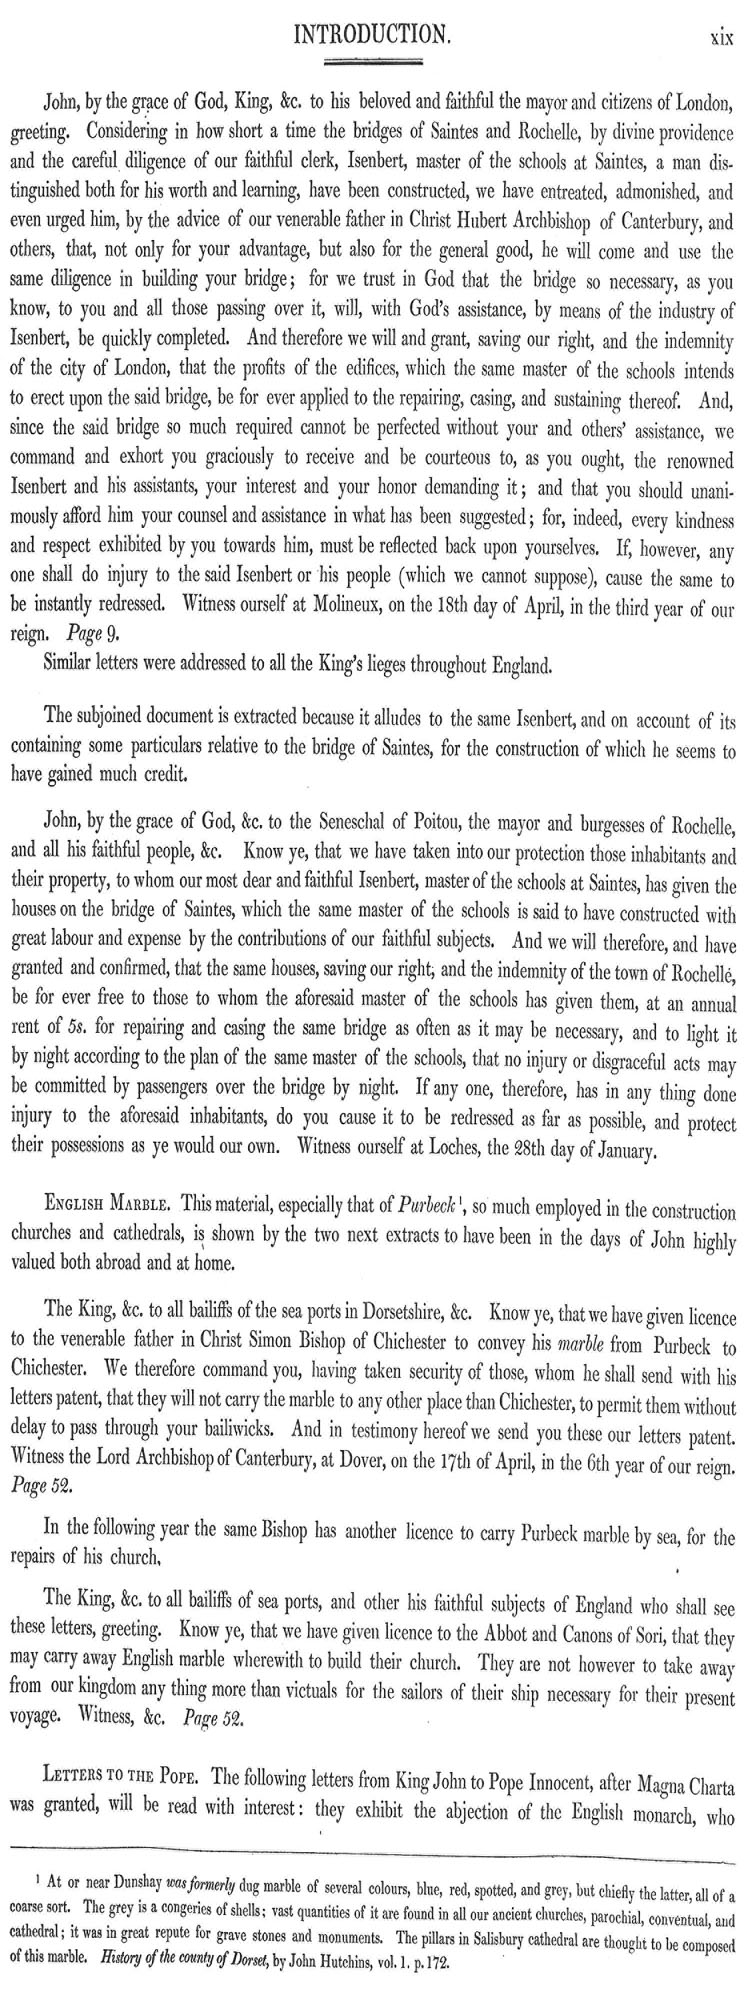 INTRODUCTION. xix
John, by the grace of God, King, &c. to his beloved and faithful the mayor and citizens of London,
greeting. Considering in how short a time the bridges of Saintes and Rochelle, by divine providence
and the careful diligence of our faithful clerk, Isenbert, master of the schools at Saintes, a man dis-
tinguished both for his worth and learning, have been constructed, we have entreated, admonished, and
even urged him, by the advice of our venerable father in Christ Hubert Archbishop of Canterbury, and
others, that, not only for your advantage, but also for the general good, he will come and use the
same diligence in building your bridge; for we trust in God that the bridge so necessary, as you
know, to you and all those passing over it, will, with God's assistance, by means of the industry of
Isenbert, be quickly completed. And therefore we will and grant, saving our right, and the indemnity
of the city of London, that the profits of the edifices, which the same master of the schools intends
to erect upon the said bridge, be for ever applied to the repairing, casing, and sustaining thereof. And,
since the said bridge so much required cannot be perfected without your and others' assistance, we
command and exhort you graciously to receive and be courteous to, as you ought, the renowned
Isenbert and his assistants, your interest and your honor demanding it; and that you should unani-
mously afford him your counsel and assistance in what has been suggested; for, indeed, every kindness
and respect exhibited by you towards him, must be reflected back upon yourselves. If, however, any
one shall do injury to the said Isenbert or his people (which we cannot suppose), cause the same to
be instantly redressed. Witness ourself at Molineux, on the 18th day of April, in the third year of our
reign. Page 9.
Similar letters were addressed to all the King's lieges throughout England.
The subjoined document is extracted because it alludes to the same Isenbert, and on account of its
containing some particulars relative to the bridge of Saintes, for the construction of which he seems to
have gained much credit.
John, by the grace of God, &c. to the Seneschal of Poitou, the mayor and burgesses of Rochelle,
and all his faithful people, &c. Know ye, that we have taken into our protection those inhabitants and
their property, to whom our most dear and faithful Isenbert, master of the schools at Saintes, has given the
houses on the bridge of Saintes, which the same master of the schools is said to have constructed with
great labour and expense by the contributions of our faithful subjects. And we will therefore, and have
granted and confirmed, that the same houses, saving our right, and the indemnity of the town of Rochelle,
be for ever free to those to whom the aforesaid master of the schools has given them, at an annual
rent of 5s. for repairing and casing the same bridge as often as it may be necessary, and to light it
by night according to the plan of the same master of the schools, that no injury or disgraceful acts may
be committed by passengers over the bridge by night. If any one, therefore, has in any thing done
injury to the aforesaid inhabitants, do you cause it to be redressed as far as possible, and protect
their possessions as ye would our own. Witness ourself at Loches, the 28th day of January.
ENGLISH MARBLE. This material, especially that of Purbeck¹, so much employed in the construction
churches and cathedrals, is shown by the two next extracts to have been in the days of John highly
valued both abroad and at home.
The King, &c. to all bailiffs of the sea ports in Dorsetshire, &c. Know ye, that we have given licence
to the venerable father in Christ Simon Bishop of Chichester to convey his marble from Purbeck to
Chichester. We therefore command you, having taken security of those, whom he shall send with his
letters patent, that they will not carry the marble to any other place than Chichester, to permit them without
delay to pass through your bailiwicks. And in testimony hereof we send you these our letters patent.
Witness the Lord Archbishop of Canterbury, at Dover, on the 17th of April, in the 6th year of our reign.
Page 52.
In the following year the same Bishop has another licence to carry Purbeck marble by sea, for the
repairs of his church.
The King, &c. to all bailiffs of sea ports, and other his faithful subjects of England who shall see
these letters, greeting. Know ye, that we have given licence to the Abbot and Canons of Sori, that they
may carry away English marble wherewith to build their church. They are not however to take away
from our kingdom any thing more than victuals for the sailors of their ship necessary for their present
voyage. Witness, &c. Page 52.
LETTERS TO THE POPE. The following letters from King John to Pope Innocent, after Magna Charta
was granted, will be read with interest: they exhibit the abjection of the English monarch, who
¹ At or near Dunshay was formerly dug marble of several colours, blue, red, spotted, and grey, but chiefly the latter, all of a
coarse sort. The grey is a congeries of shells; vast quantities of it are found in all our ancient churches, parochial, conventual, and
cathedral; it was in great repute for grave stones and monuments. The pillars in Salisbury cathedral are thought to be composed
of this marble. History of the county of Dorset, by John Hutchins, vol. 1. p. 172.